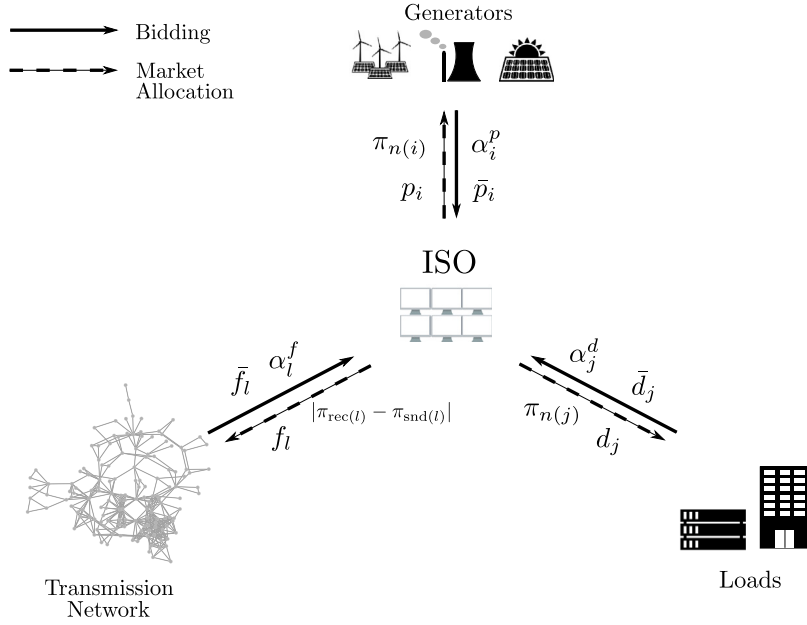 Generators
Bidding
Market
Allocation
π_{n(i)} α_i^p
p_i p̄_i
ISO
f̄_l α_l^f
α_j^d d̄_j
|π_{rec(l)} − π_{snd(l)}|
f_l
π_{n(j)}
d_j
Transmission
Network
Loads